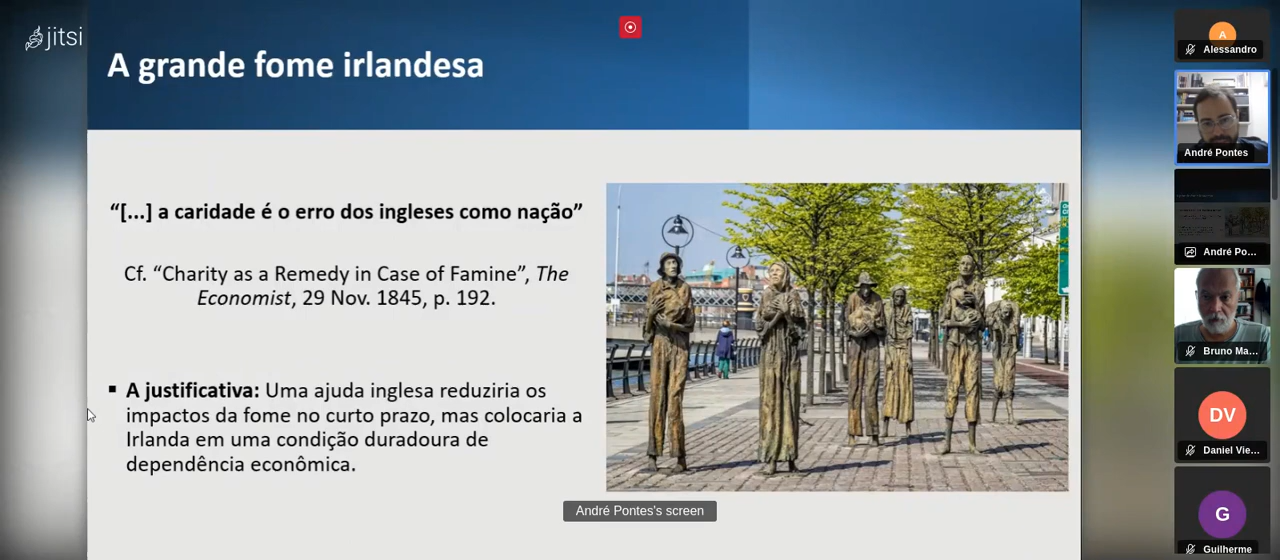 jitsi
A grande fome irlandesa
“[...] a caridade é o erro dos ingleses como nação”
Cf. “Charity as a Remedy in Case of Famine”, The
Economist, 29 Nov. 1845, p. 192.
▪ A justificativa: Uma ajuda inglesa reduziria os
impactos da fome no curto prazo, mas colocaria a
Irlanda em uma condição duradoura de
dependência econômica.
André Pontes's screen
A
Alessandro
André Pontes
André Po...
Bruno Ma...
DV
Daniel Vie...
G
Guilherme